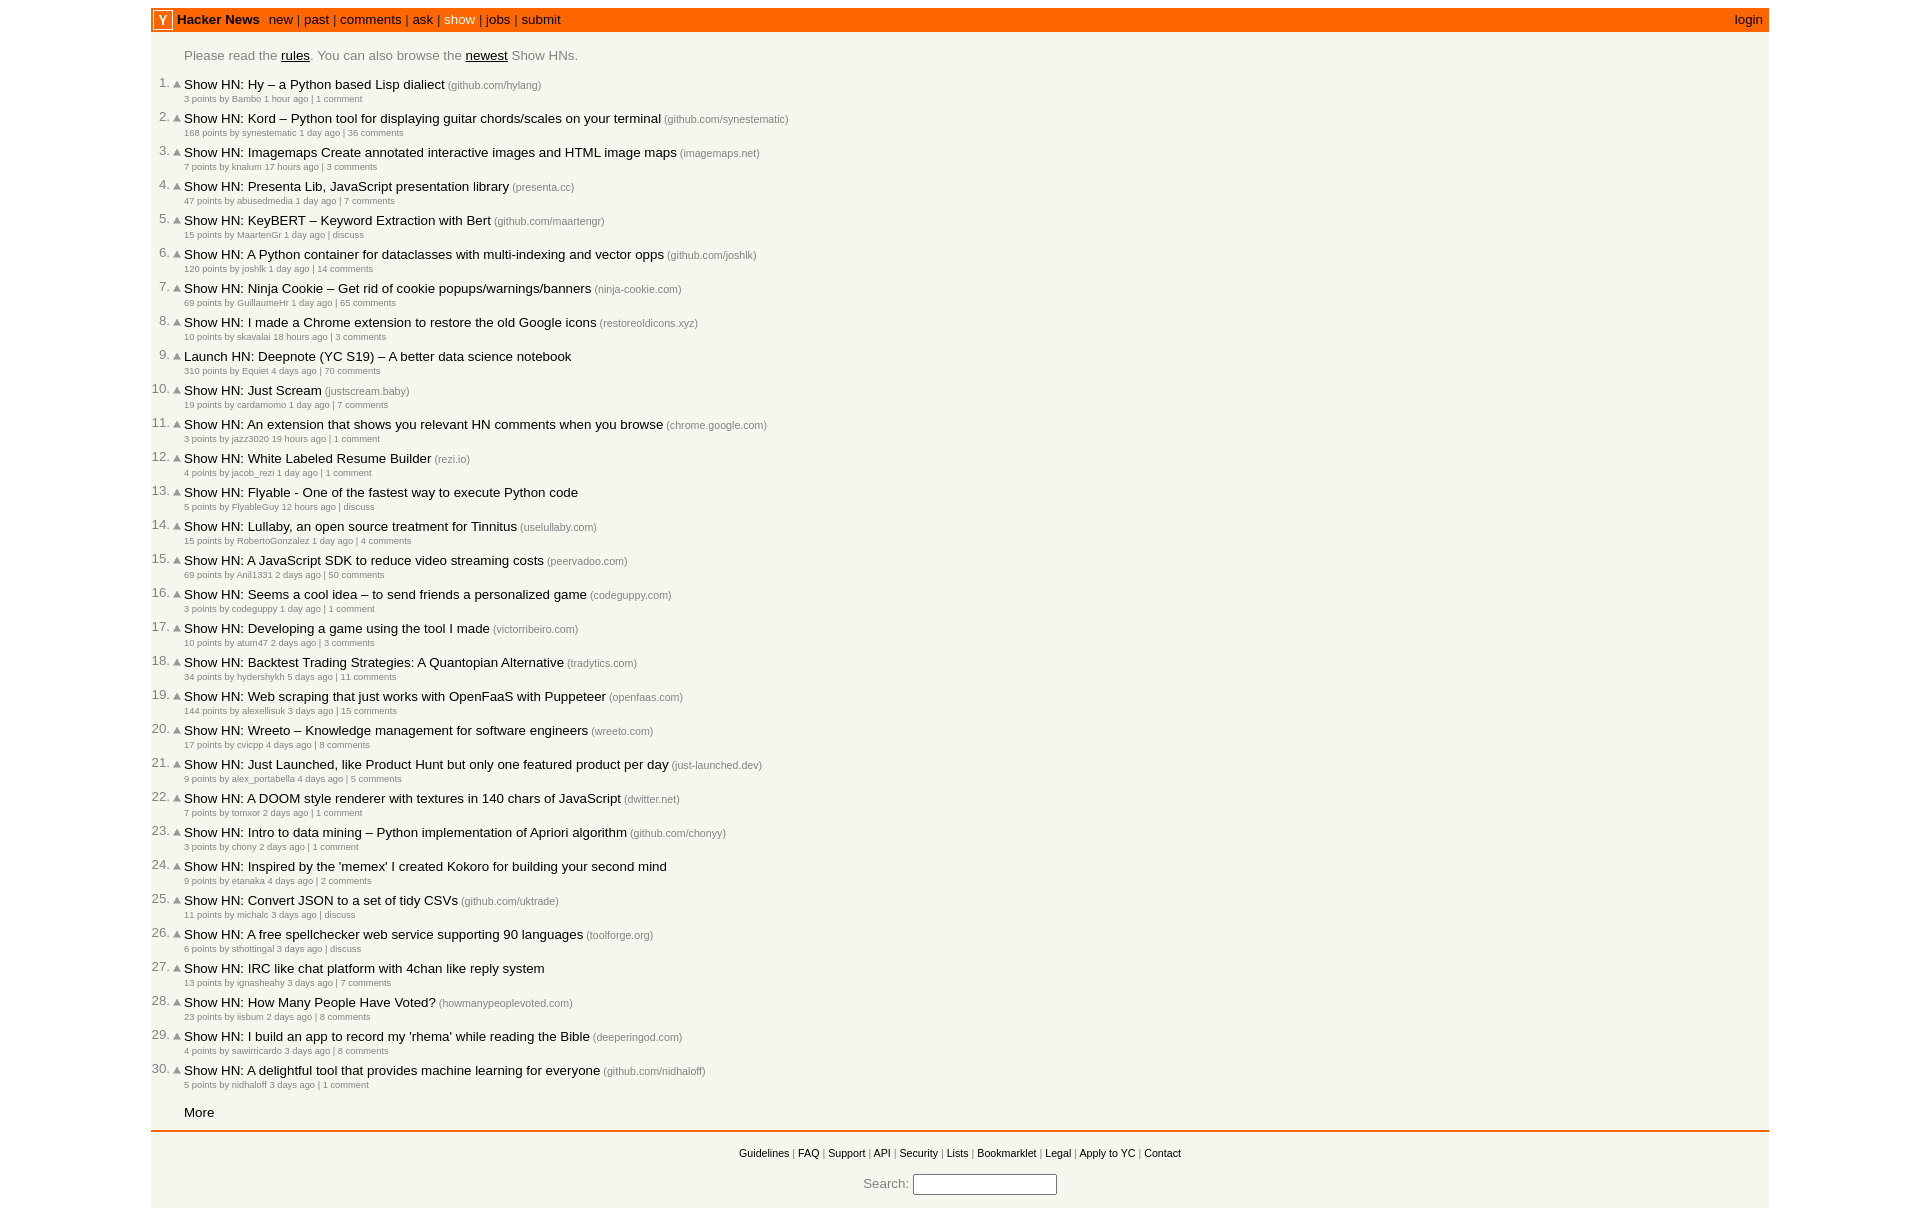 Y Hacker News new | past | comments | ask | show | jobs | submit login
Please read the rules. You can also browse the newest Show HNs.
1. Show HN: Hy – a Python based Lisp dialiect (github.com/hylang)
3 points by Bambo 1 hour ago | 1 comment
2. Show HN: Kord – Python tool for displaying guitar chords/scales on your terminal (github.com/synestematic)
168 points by synestematic 1 day ago | 36 comments
3. Show HN: Imagemaps Create annotated interactive images and HTML image maps (imagemaps.net)
7 points by knalum 17 hours ago | 3 comments
4. Show HN: Presenta Lib, JavaScript presentation library (presenta.cc)
47 points by abusedmedia 1 day ago | 7 comments
5. Show HN: KeyBERT – Keyword Extraction with Bert (github.com/maartengr)
15 points by MaartenGr 1 day ago | discuss
6. Show HN: A Python container for dataclasses with multi-indexing and vector opps (github.com/joshlk)
120 points by joshlk 1 day ago | 14 comments
7. Show HN: Ninja Cookie – Get rid of cookie popups/warnings/banners (ninja-cookie.com)
69 points by GuillaumeHr 1 day ago | 65 comments
8. Show HN: I made a Chrome extension to restore the old Google icons (restoreoldicons.xyz)
10 points by skavalai 18 hours ago | 3 comments
9. Launch HN: Deepnote (YC S19) – A better data science notebook
310 points by Equiet 4 days ago | 70 comments
10. Show HN: Just Scream (justscream.baby)
19 points by cardamomo 1 day ago | 7 comments
11. Show HN: An extension that shows you relevant HN comments when you browse (chrome.google.com)
3 points by jazz3020 19 hours ago | 1 comment
12. Show HN: White Labeled Resume Builder (rezi.io)
4 points by jacob_rezi 1 day ago | 1 comment
13. Show HN: Flyable - One of the fastest way to execute Python code
5 points by FlyableGuy 12 hours ago | discuss
14. Show HN: Lullaby, an open source treatment for Tinnitus (uselullaby.com)
15 points by RobertoGonzalez 1 day ago | 4 comments
15. Show HN: A JavaScript SDK to reduce video streaming costs (peervadoo.com)
69 points by Anil1331 2 days ago | 50 comments
16. Show HN: Seems a cool idea – to send friends a personalized game (codeguppy.com)
3 points by codeguppy 1 day ago | 1 comment
17. Show HN: Developing a game using the tool I made (victorribeiro.com)
10 points by atum47 2 days ago | 3 comments
18. Show HN: Backtest Trading Strategies: A Quantopian Alternative (tradytics.com)
34 points by hydershykh 5 days ago | 11 comments
19. Show HN: Web scraping that just works with OpenFaaS with Puppeteer (openfaas.com)
144 points by alexellisuk 3 days ago | 15 comments
20. Show HN: Wreeto – Knowledge management for software engineers (wreeto.com)
17 points by cvicpp 4 days ago | 8 comments
21. Show HN: Just Launched, like Product Hunt but only one featured product per day (just-launched.dev)
9 points by alex_portabella 4 days ago | 5 comments
22. Show HN: A DOOM style renderer with textures in 140 chars of JavaScript (dwitter.net)
7 points by tomxor 2 days ago | 1 comment
23. Show HN: Intro to data mining – Python implementation of Apriori algorithm (github.com/chonyy)
3 points by chony 2 days ago | 1 comment
24. Show HN: Inspired by the 'memex' I created Kokoro for building your second mind
9 points by etanaka 4 days ago | 2 comments
25. Show HN: Convert JSON to a set of tidy CSVs (github.com/uktrade)
11 points by michalc 3 days ago | discuss
26. Show HN: A free spellchecker web service supporting 90 languages (toolforge.org)
6 points by sthottingal 3 days ago | discuss
27. Show HN: IRC like chat platform with 4chan like reply system
13 points by ignasheahy 3 days ago | 7 comments
28. Show HN: How Many People Have Voted? (howmanypeoplevoted.com)
23 points by iisbum 2 days ago | 8 comments
29. Show HN: I build an app to record my 'rhema' while reading the Bible (deeperingod.com)
4 points by sawirricardo 3 days ago | 8 comments
30. Show HN: A delightful tool that provides machine learning for everyone (github.com/nidhaloff)
5 points by nidhaloff 3 days ago | 1 comment
More
Guidelines | FAQ | Support | API | Security | Lists | Bookmarklet | Legal | Apply to YC | Contact
Search: